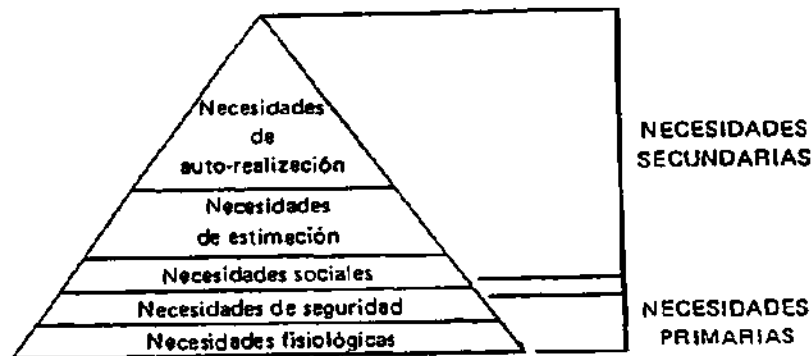 Necesidades
de
auto-realización
Necesidades
de estimación
Necesidades sociales
Necesidades de seguridad
Necesidades fisiológicas
NECESIDADES
SECUNDARIAS
NECESIDADES
PRIMARIAS